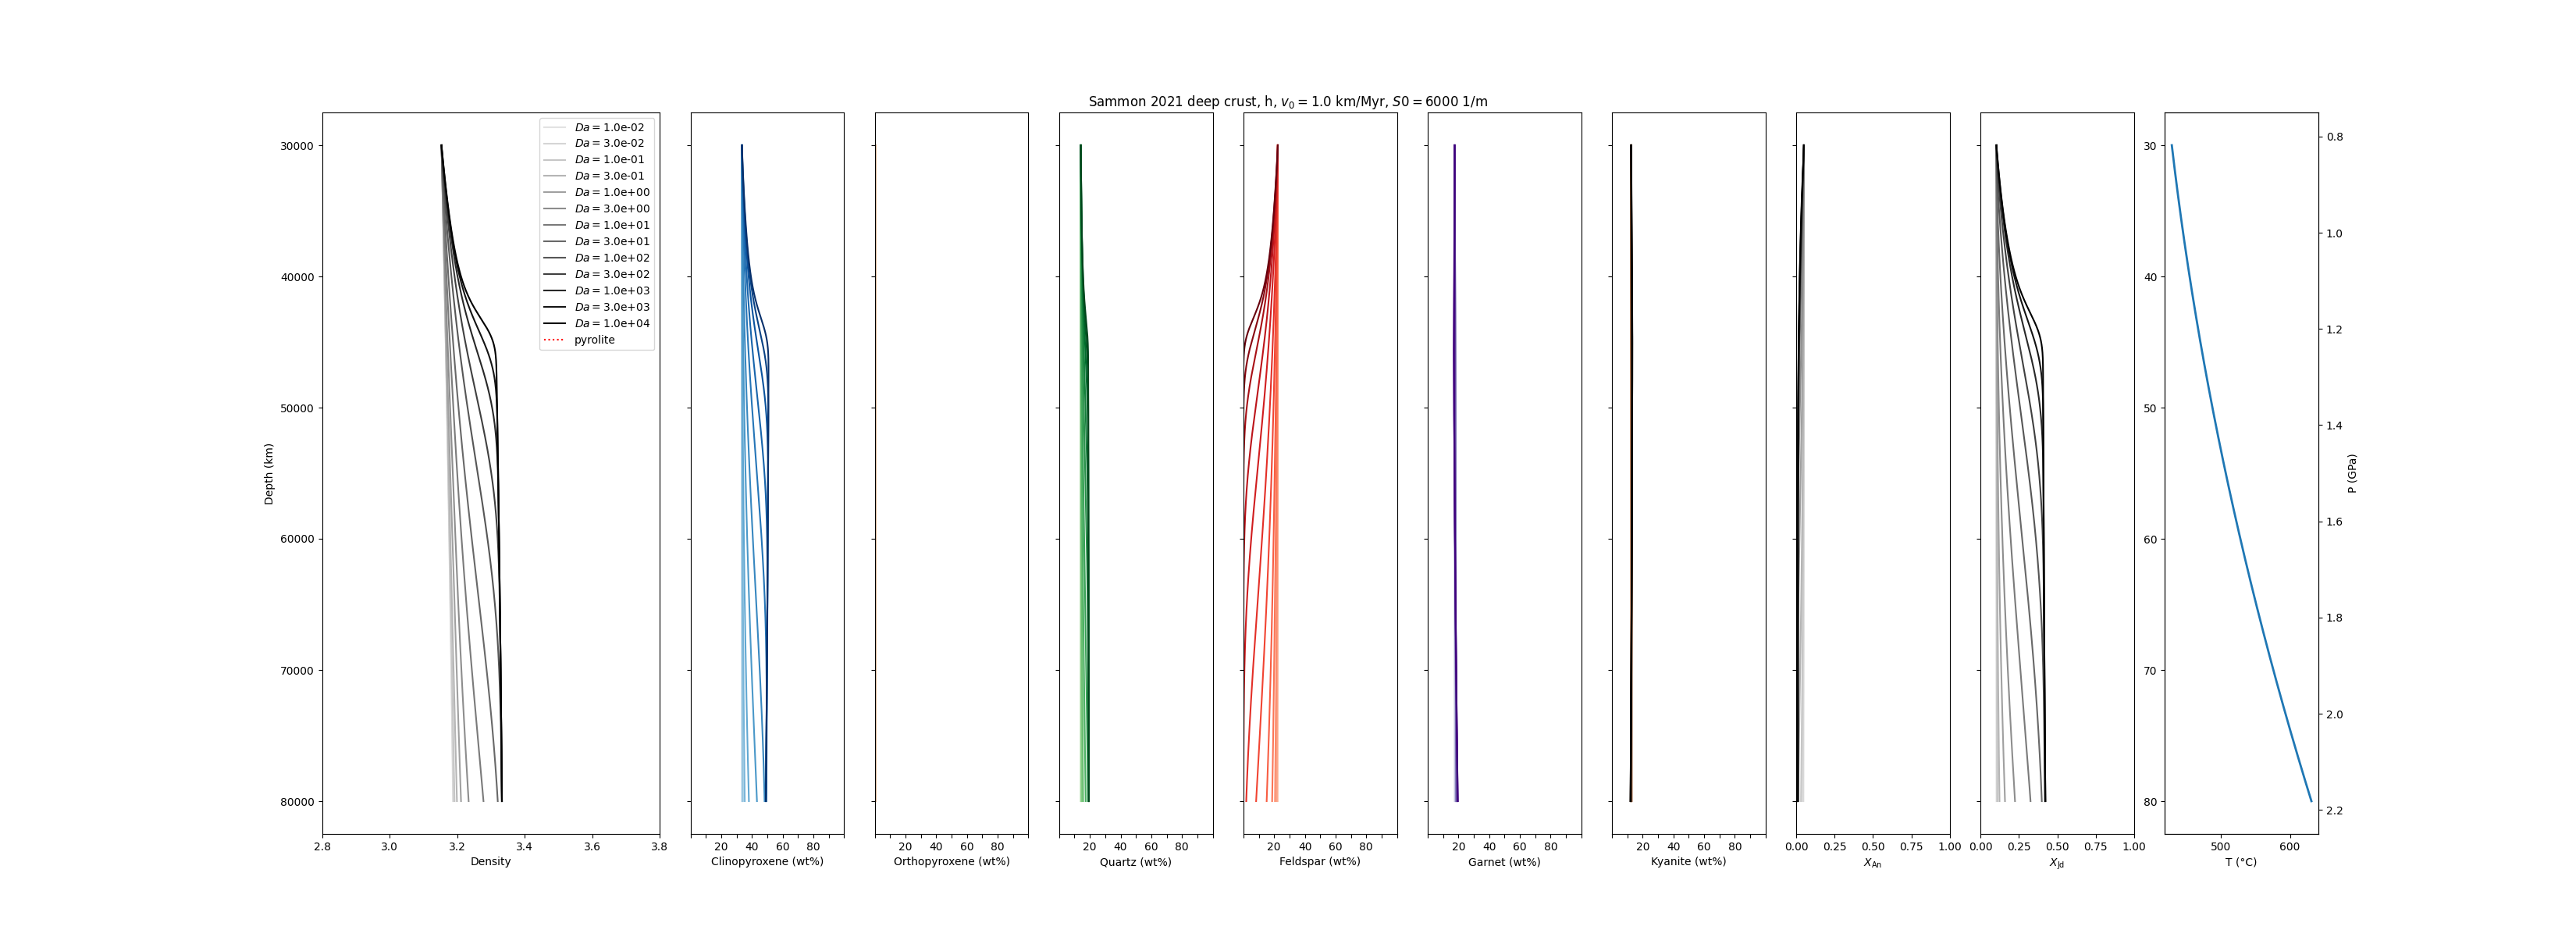 Sammon 2021 deep crust, h, v₀ = 1.0 km/Myr, S0 = 6000 1/m
Da = 1.0e-02
Da = 3.0e-02
Da = 1.0e-01
Da = 3.0e-01
Da = 1.0e+00
Da = 3.0e+00
Da = 1.0e+01
Da = 3.0e+01
Da = 1.0e+02
Da = 3.0e+02
Da = 1.0e+03
Da = 3.0e+03
Da = 1.0e+04
pyrolite
Depth (km)
30000
40000
50000
60000
70000
80000
2.8 3.0 3.2 3.4 3.6 3.8
Density
20 40 60 80
Clinopyroxene (wt%)
20 40 60 80
Orthopyroxene (wt%)
20 40 60 80
Quartz (wt%)
20 40 60 80
Feldspar (wt%)
20 40 60 80
Garnet (wt%)
20 40 60 80
Kyanite (wt%)
0.00 0.25 0.50 0.75 1.00
X_An
0.00 0.25 0.50 0.75 1.00
X_Jd
30
40
50
60
70
80
500 600
T (°C)
0.8
1.0
1.2
1.4
1.6
1.8
2.0
2.2
P (GPa)